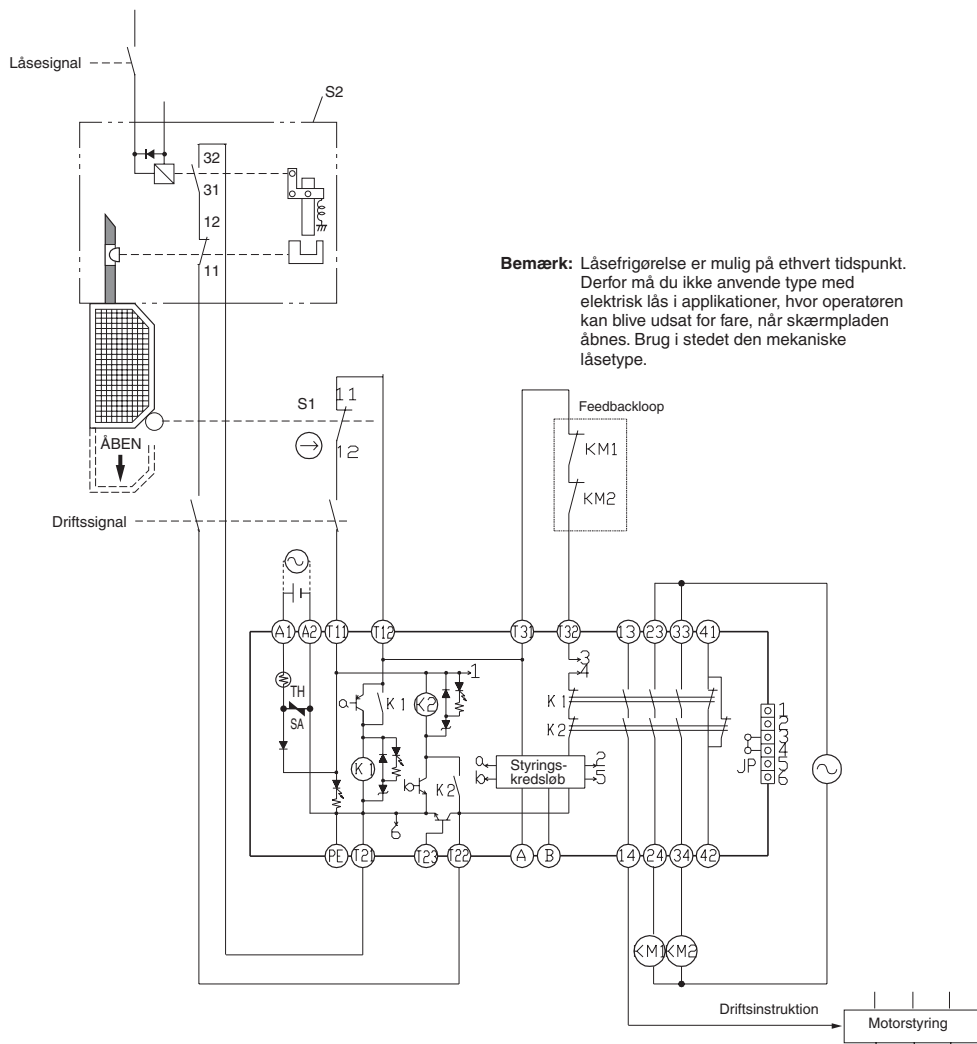 Låsesignal
S2
32
31
12
11
Bemærk: Låsefrigørelse er mulig på ethvert tidspunkt.
Derfor må du ikke anvende type med
elektrisk lås i applikationer, hvor operatøren
kan blive udsat for fare, når skærmpladen
åbnes. Brug i stedet den mekaniske
låsetype.
S1
11
12
Feedbackloop
KM1
KM2
ÅBEN
Driftssignal
A1 A2 T11 T12 T31 T32 13 23 33 41
1
3
4
TH
SA
a
K1
K2
K1
K2
K1
b
K2
6
a
b
Styrings-
kredsløb
2
5
JP
1
2
3
4
5
6
PE T21 T23 T22 A B 14 24 34 42
KM1 KM2
Driftsinstruktion
Motorstyring